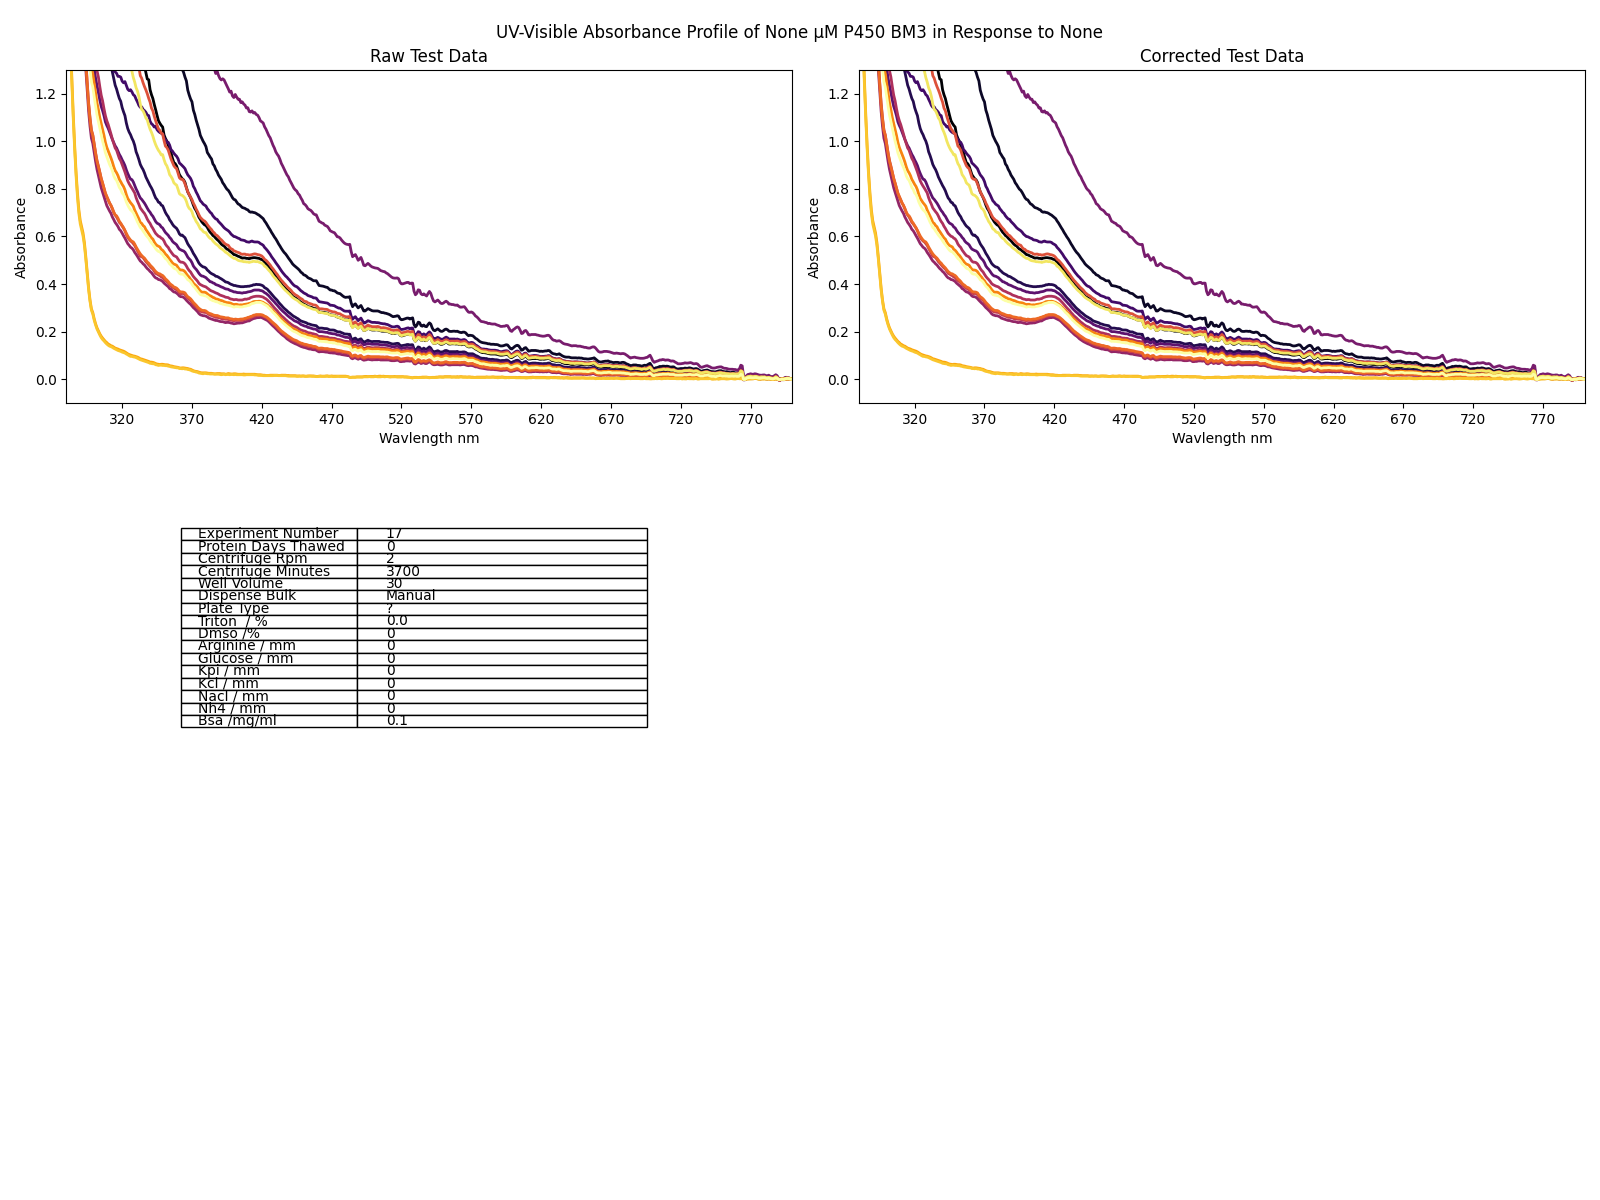 UV-Visible Absorbance Profile of None μM P450 BM3 in Response to None
Raw Test Data
Absorbance
1.2
1.0
0.8
0.6
0.4
0.2
0.0
320 370 420 470 520 570 620 670 720 770
Wavlength nm
Corrected Test Data
Absorbance
1.2
1.0
0.8
0.6
0.4
0.2
0.0
320 370 420 470 520 570 620 670 720 770
Wavlength nm
Experiment Number 17
Protein Days Thawed 0
Centrifuge Rpm 2
Centrifuge Minutes 3700
Well Volume 30
Dispense Bulk Manual
Plate Type ?
Triton / % 0.0
Dmso /% 0
Arginine / mm 0
Glucose / mm 0
Kpi / mm 0
Kcl / mm 0
Nacl / mm 0
Nh4 / mm 0
Bsa /mg/ml 0.1